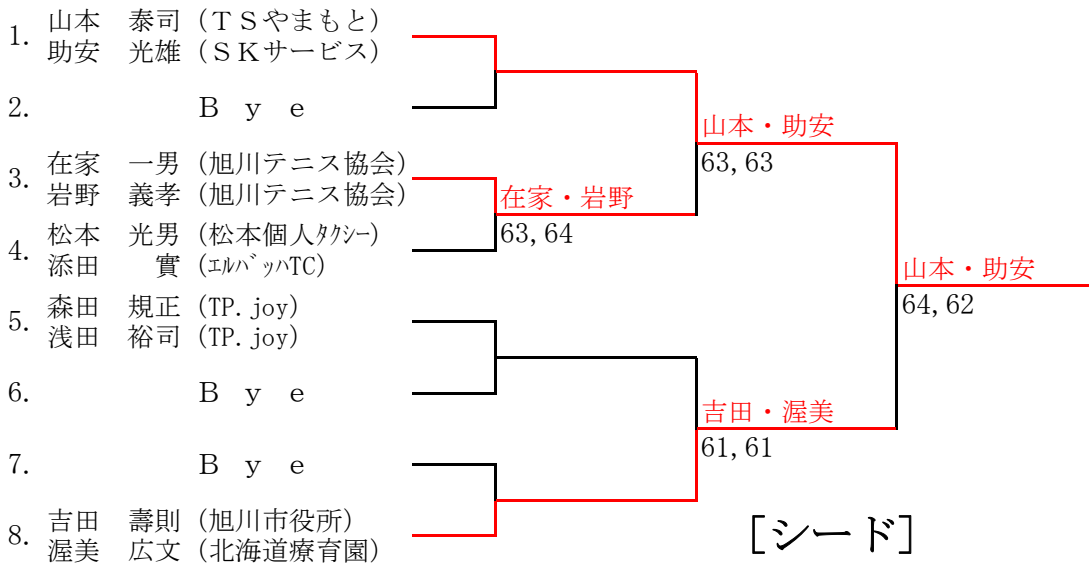 1. 山本 泰司 (ＴＳやまもと)
助安 光雄 (ＳＫサービス)
2. Ｂ ｙ ｅ
3. 在家 一男 (旭川テニス協会)
岩野 義孝 (旭川テニス協会)
4. 松本 光男 (松本個人ﾀｸｼｰ)
添田 實 (ｴﾙﾊﾞｯﾊTC)
5. 森田 規正 (TP.joy)
浅田 裕司 (TP.joy)
6. Ｂ ｙ ｅ
7. Ｂ ｙ ｅ
8. 吉田 壽則 (旭川市役所)
渥美 広文 (北海道療育園)
在家・岩野
63,64
山本・助安
63,63
吉田・渥美
61,61
山本・助安
64,62
[シード]